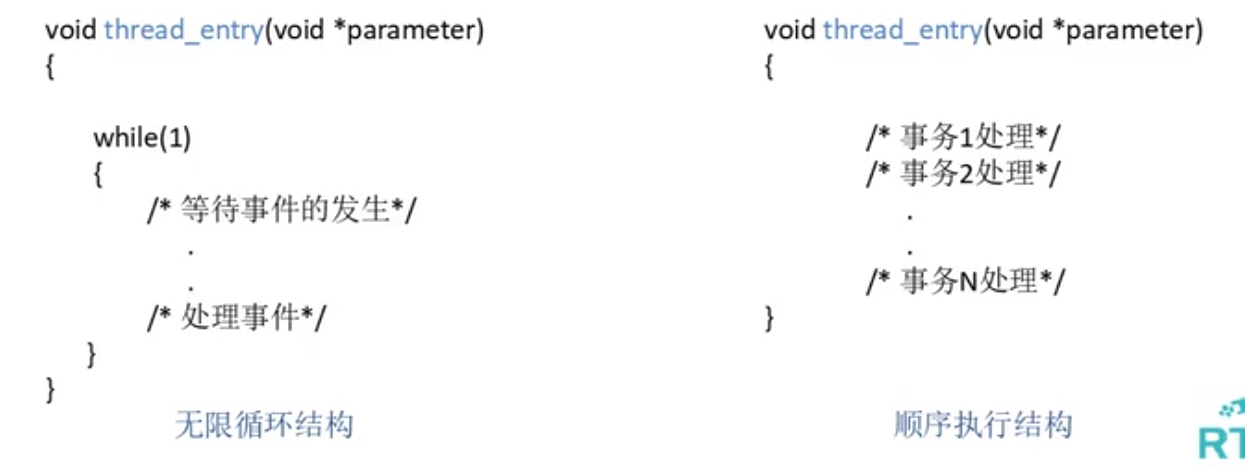 void thread_entry(void *parameter)
{
while(1)
{
/* 等待事件的发生*/
.
.
/* 处理事件*/
}
}
无限循环结构
void thread_entry(void *parameter)
{
/* 事务1处理*/
/* 事务2处理*/
.
.
/* 事务N处理*/
}
顺序执行结构
RT